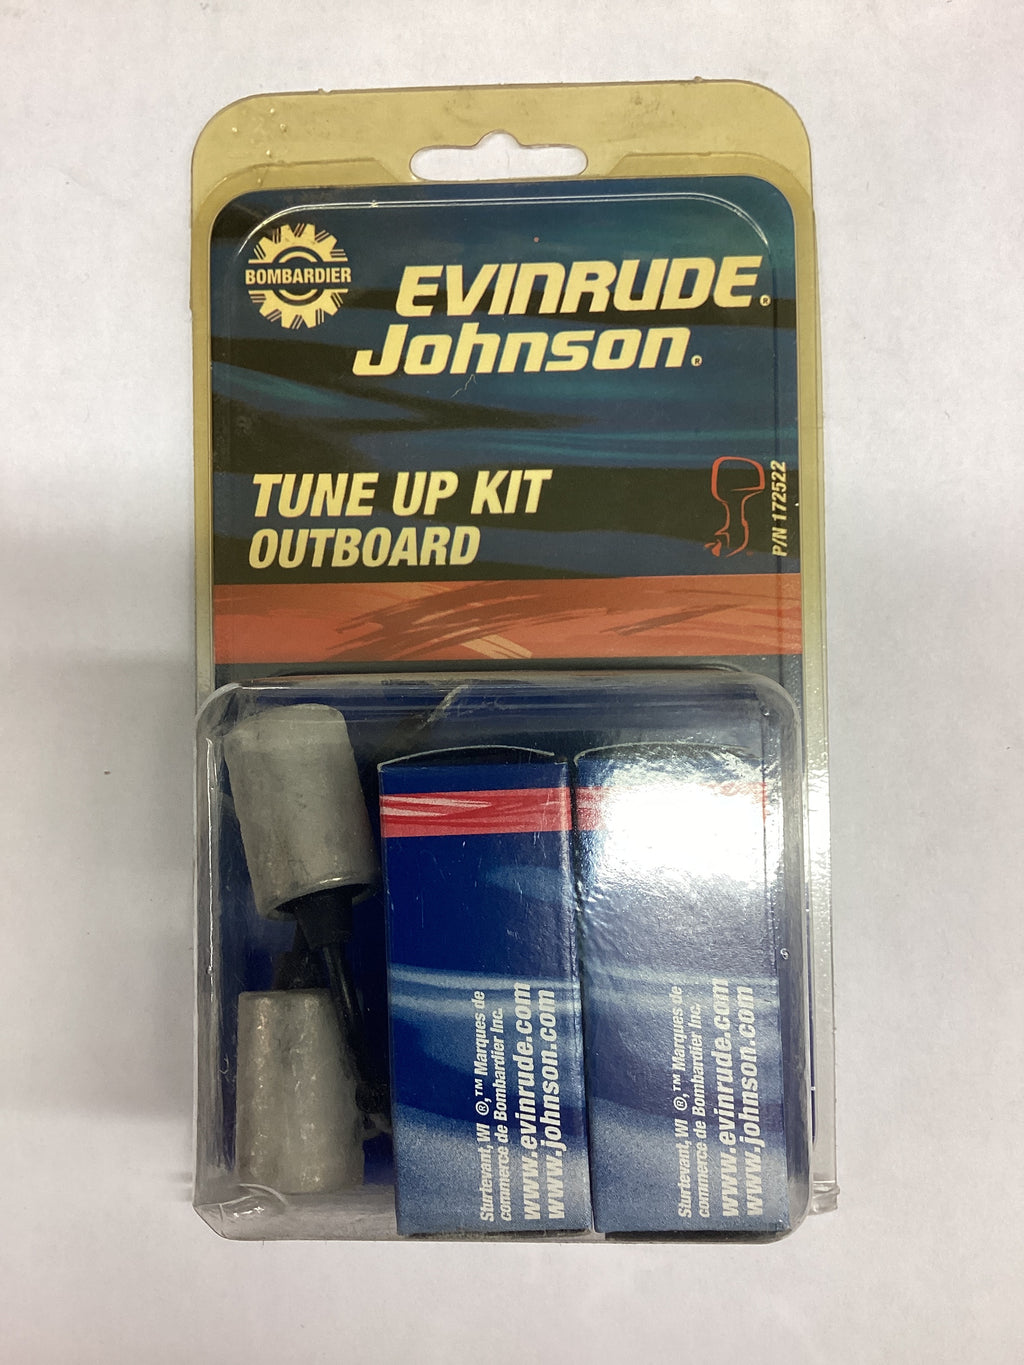 BOMBARDIER
EVINRUDE®
Johnson®
TUNE UP KIT
OUTBOARD
P/N 172522
Sturtevant, WI ®,™ Marques de
commerce de Bombardier Inc.
www.evinrude.com
www.johnson.com
Sturtevant, WI ®,™ Marques de
commerce de Bombardier Inc.
www.evinrude.com
www.johnson.com